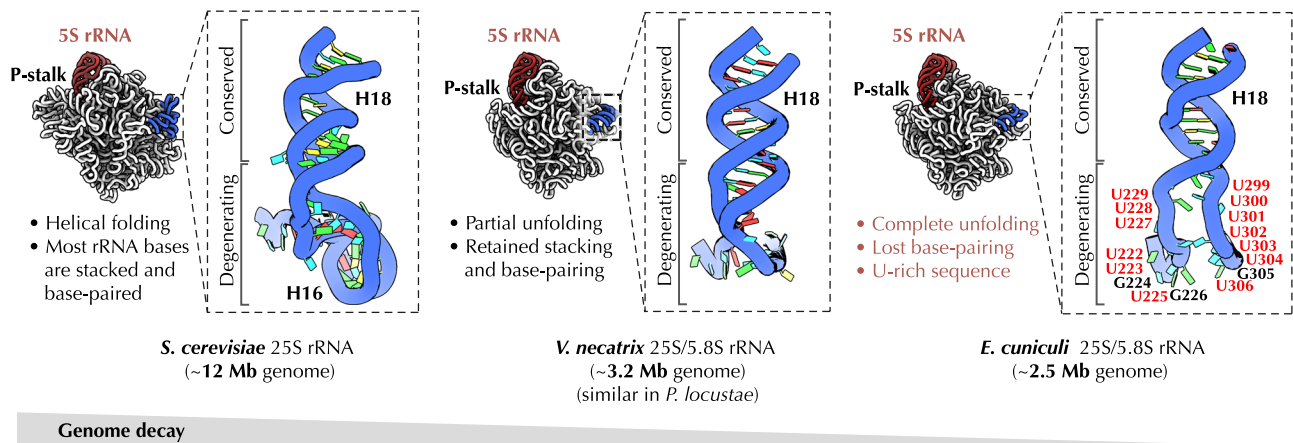 5S rRNA
P-stalk
Conserved
Degenerating
H18
H16
• Helical folding
• Most rRNA bases
are stacked and
base-paired
S. cerevisiae 25S rRNA
(~12 Mb genome)
5S rRNA
P-stalk
Conserved
Degenerating
H18
• Partial unfolding
• Retained stacking
and base-pairing
V. necatrix 25S/5.8S rRNA
(~3.2 Mb genome)
(similar in P. locustae)
5S rRNA
P-stalk
Conserved
Degenerating
H18
• Complete unfolding
• Lost base-pairing
• U-rich sequence
U229
U228
U227
U222
U223
G224
U225
G226
U299
U300
U301
U302
U303
U304
G305
U306
E. cuniculi 25S/5.8S rRNA
(~2.5 Mb genome)
Genome decay